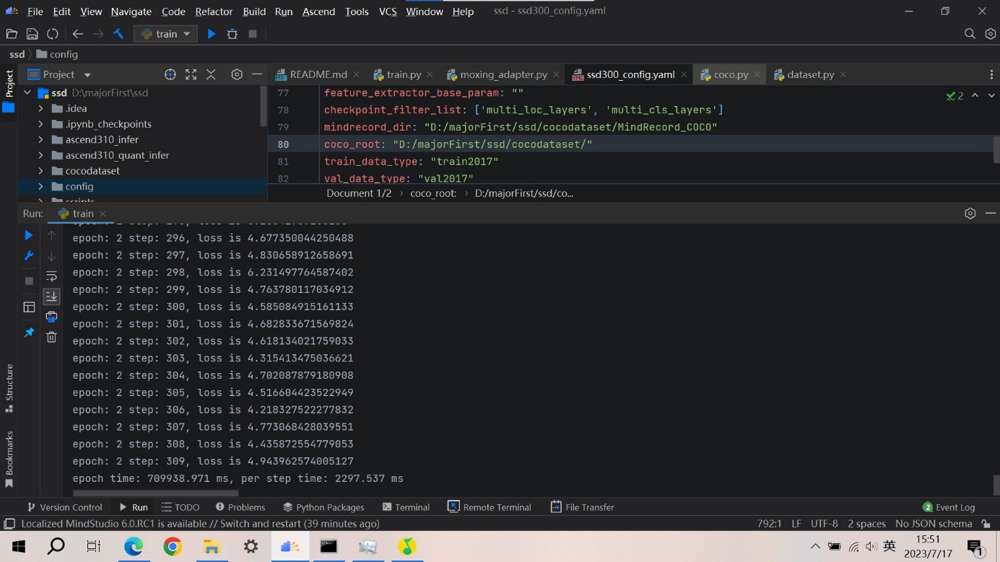 File Edit View Navigate Code Refactor Build Run Ascend Tools VCS Window Help ssd - ssd300_config.yaml
train
ssd config
Project
README.md train.py moxing_adapter.py ssd300_config.yaml coco.py dataset.py
Project
ssd D:\majorFirst\ssd
.idea
.ipynb_checkpoints
ascend310_infer
ascend310_quant_infer
cocodataset
config
scripts
77 feature_extractor_base_param: ""
78 checkpoint_filter_list: ['multi_loc_layers', 'multi_cls_layers']
79 mindrecord_dir: "D:/majorFirst/ssd/cocodataset/MindRecord_COCO"
80 coco_root: "D:/majorFirst/ssd/cocodataset/"
81 train_data_type: "train2017"
82 val_data_type: "val2017"
2
Document 1/2 › coco_root: › D:/majorFirst/ssd/co...
Run: train
epoch: 2 step: 296, loss is 4.677350044250488
epoch: 2 step: 297, loss is 4.830658912658691
epoch: 2 step: 298, loss is 6.231497764587402
epoch: 2 step: 299, loss is 4.763780117034912
epoch: 2 step: 300, loss is 4.585084915161133
epoch: 2 step: 301, loss is 4.682833671569824
epoch: 2 step: 302, loss is 4.618134021759033
epoch: 2 step: 303, loss is 4.315413475036621
epoch: 2 step: 304, loss is 4.702087879180908
epoch: 2 step: 305, loss is 4.516604423522949
epoch: 2 step: 306, loss is 4.218327522277832
epoch: 2 step: 307, loss is 4.773068428039551
epoch: 2 step: 308, loss is 4.435872554779053
epoch: 2 step: 309, loss is 4.943962574005127
epoch time: 709938.971 ms, per step time: 2297.537 ms
Structure
Bookmarks
Version Control Run TODO Problems Python Packages Terminal Remote Terminal File Transfer 2 Event Log
Localized MindStudio 6.0.RC1 is available // Switch and restart (39 minutes ago) 792:1 LF UTF-8 2 spaces No JSON schema
英 15:51
2023/7/17 1